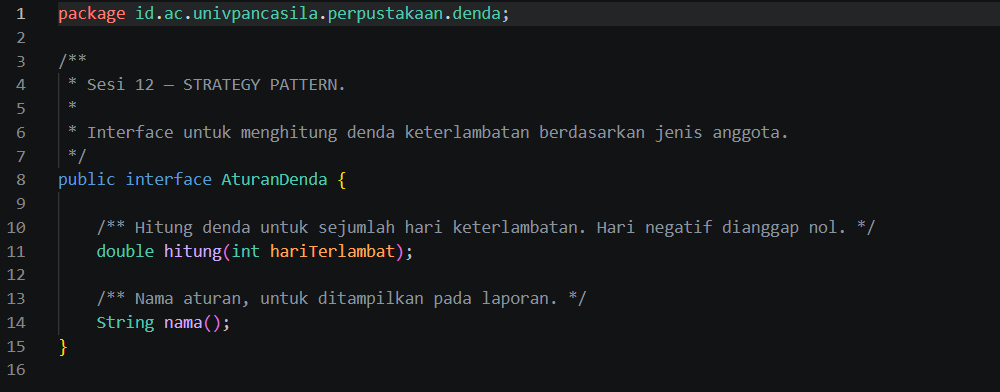 1 package id.ac.univpancasila.perpustakaan.denda;
2
3 /**
4  * Sesi 12 — STRATEGY PATTERN.
5  *
6  * Interface untuk menghitung denda keterlambatan berdasarkan jenis anggota.
7  */
8 public interface AturanDenda {
9
10     /** Hitung denda untuk sejumlah hari keterlambatan. Hari negatif dianggap nol. */
11     double hitung(int hariTerlambat);
12
13     /** Nama aturan, untuk ditampilkan pada laporan. */
14     String nama();
15 }
16